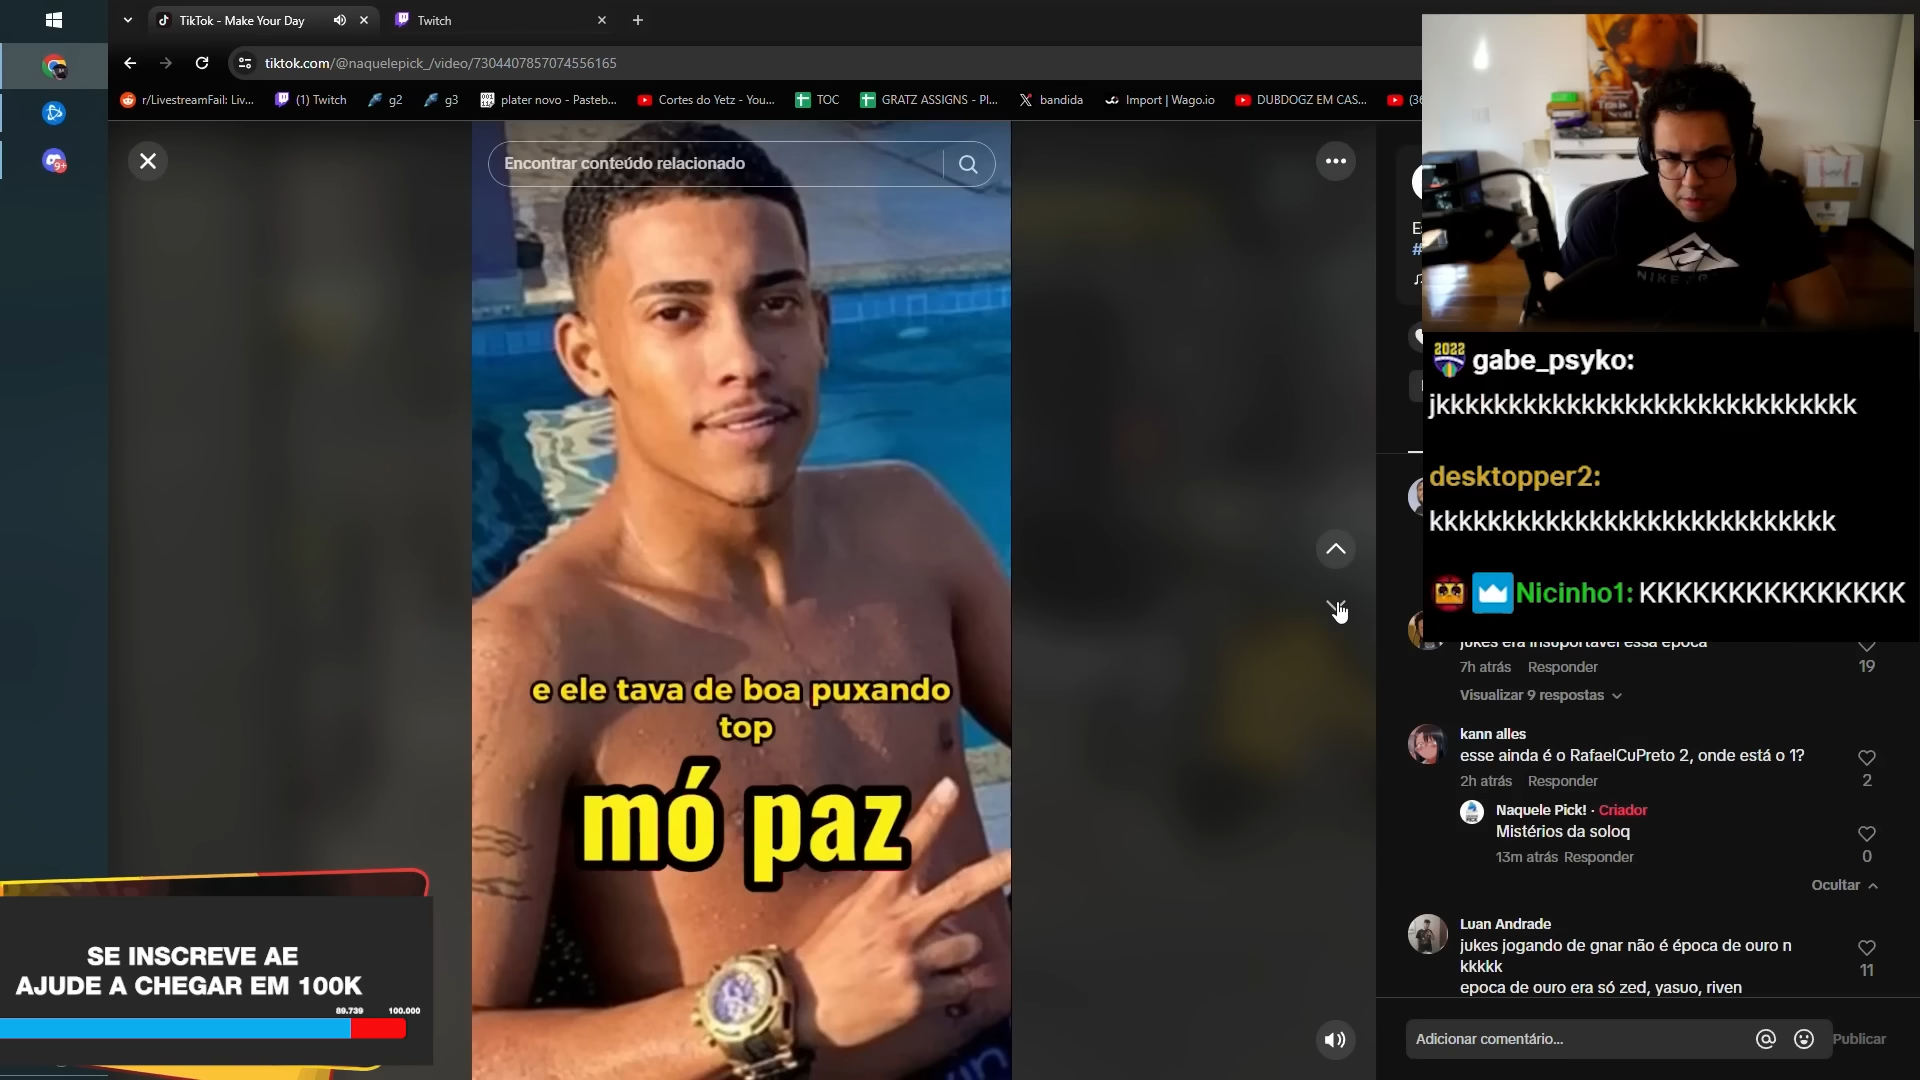 TikTok - Make Your Day
Twitch
tiktok.com/@naquelepick_/video/7304407857074556165
r/LivestreamFail: Liv...
(1) Twitch
g2
g3
plater novo - Pasteb...
Cortes do Yetz - You...
TOC
GRATZ ASSIGNS - Pl...
bandida
Import | Wago.io
DUBDOGZ EM CAS...
Encontrar conteúdo relacionado
e ele tava de boa puxando
top
mó paz
SE INSCREVE AE
AJUDE A CHEGAR EM 100K
89.739 100.000
9+
2022
gabe_psyko:
jkkkkkkkkkkkkkkkkkkkkkkkkkkkkk
desktopper2:
kkkkkkkkkkkkkkkkkkkkkkkkkkkk
Nicinho1: KKKKKKKKKKKKKKK
jukes era insuportavel essa epoca
7h atrás Responder
19
Visualizar 9 respostas
kann alles
esse ainda é o RafaelCuPreto 2, onde está o 1?
2h atrás Responder
2
Naquele Pick! · Criador
Mistérios da soloq
13m atrás Responder
0
Ocultar
Luan Andrade
jukes jogando de gnar não é época de ouro n
kkkkk
11
epoca de ouro era só zed, yasuo, riven
Adicionar comentário...
Publicar